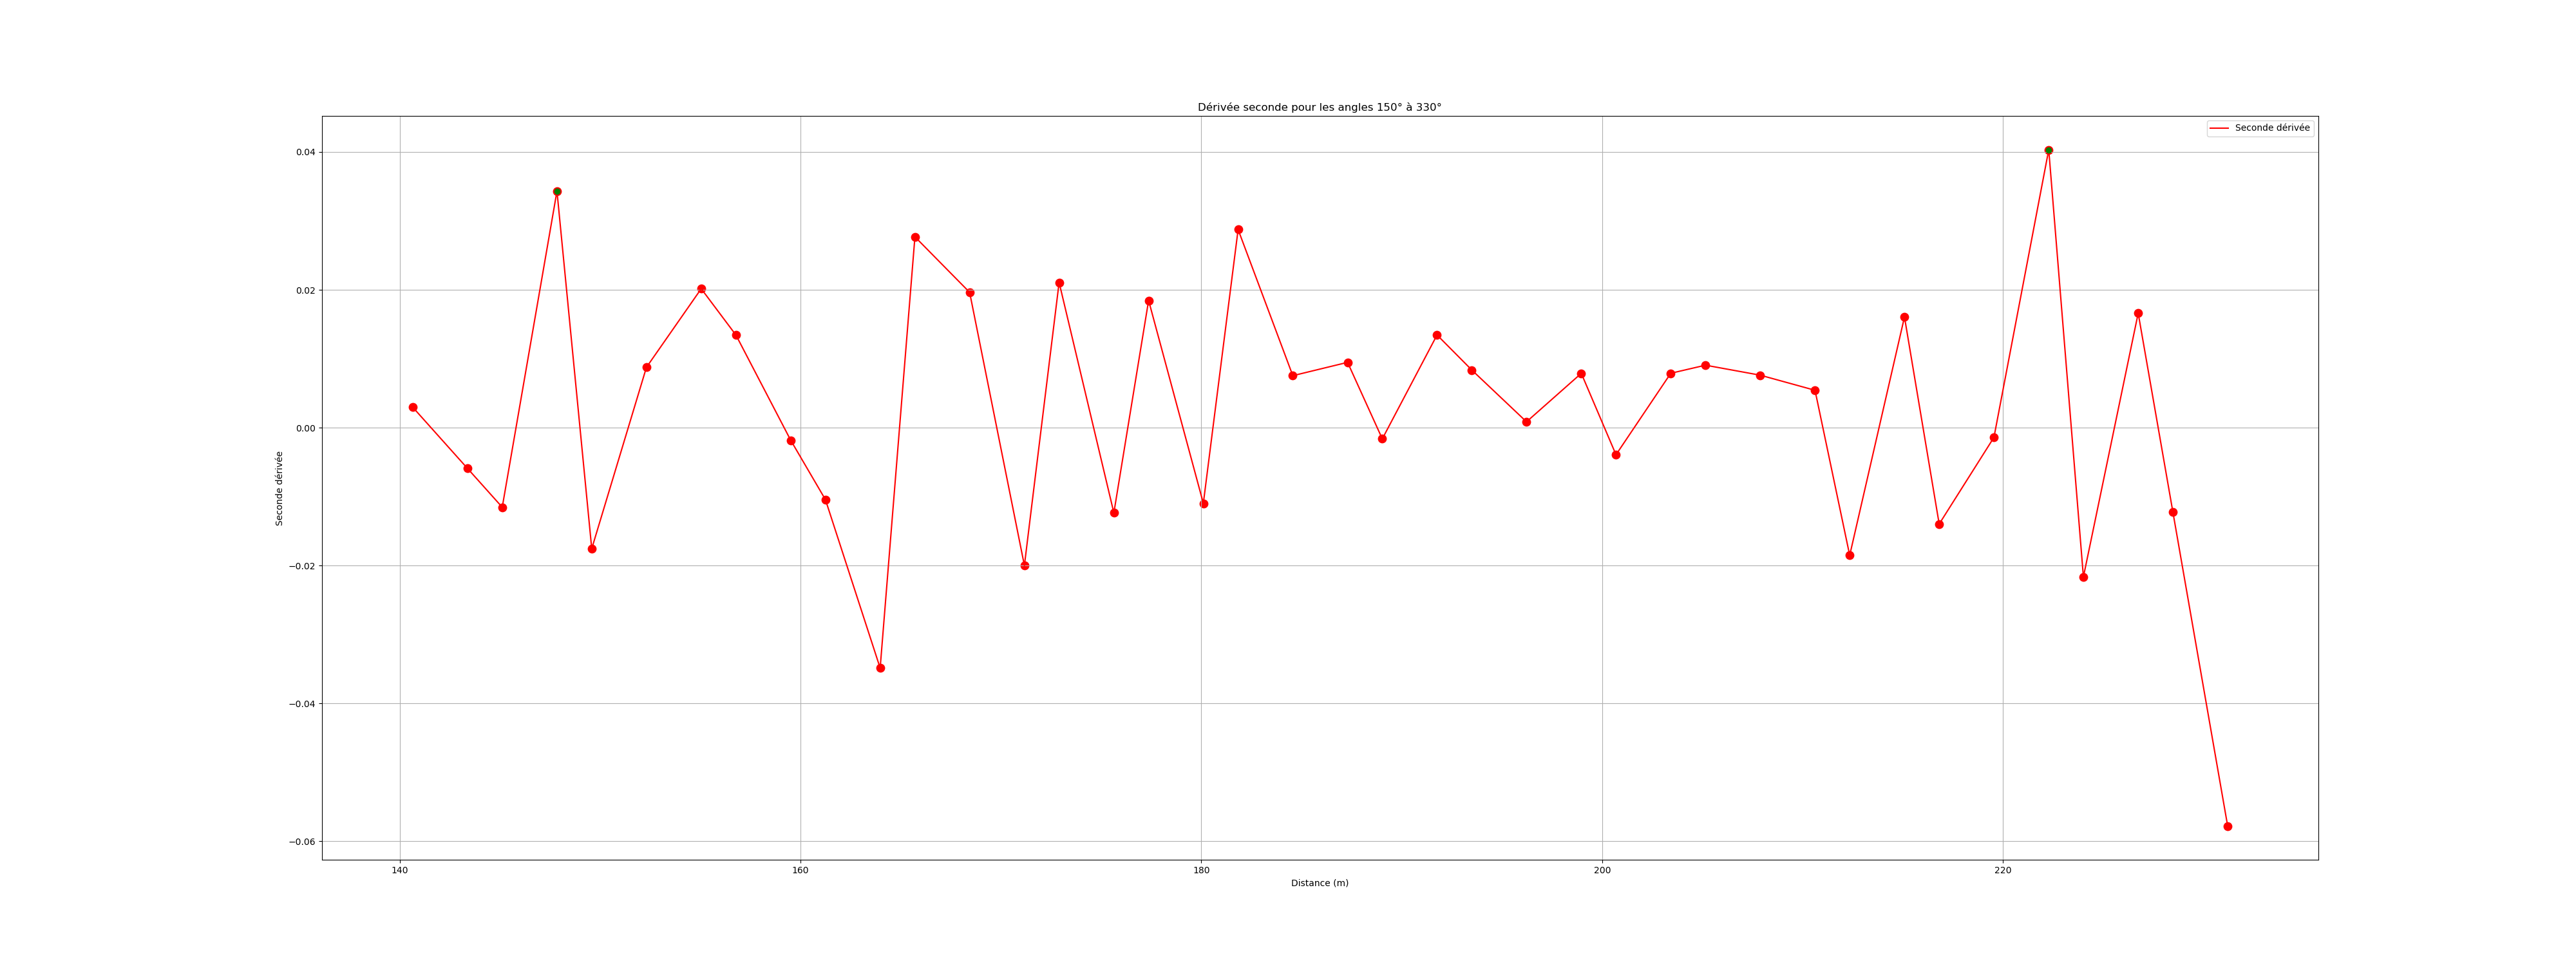 Dérivée seconde pour les angles 150° à 330°
Seconde dérivée
0.04
0.02
0.00
−0.02
−0.04
−0.06
Seconde dérivée
140
160
180
200
220
Distance (m)